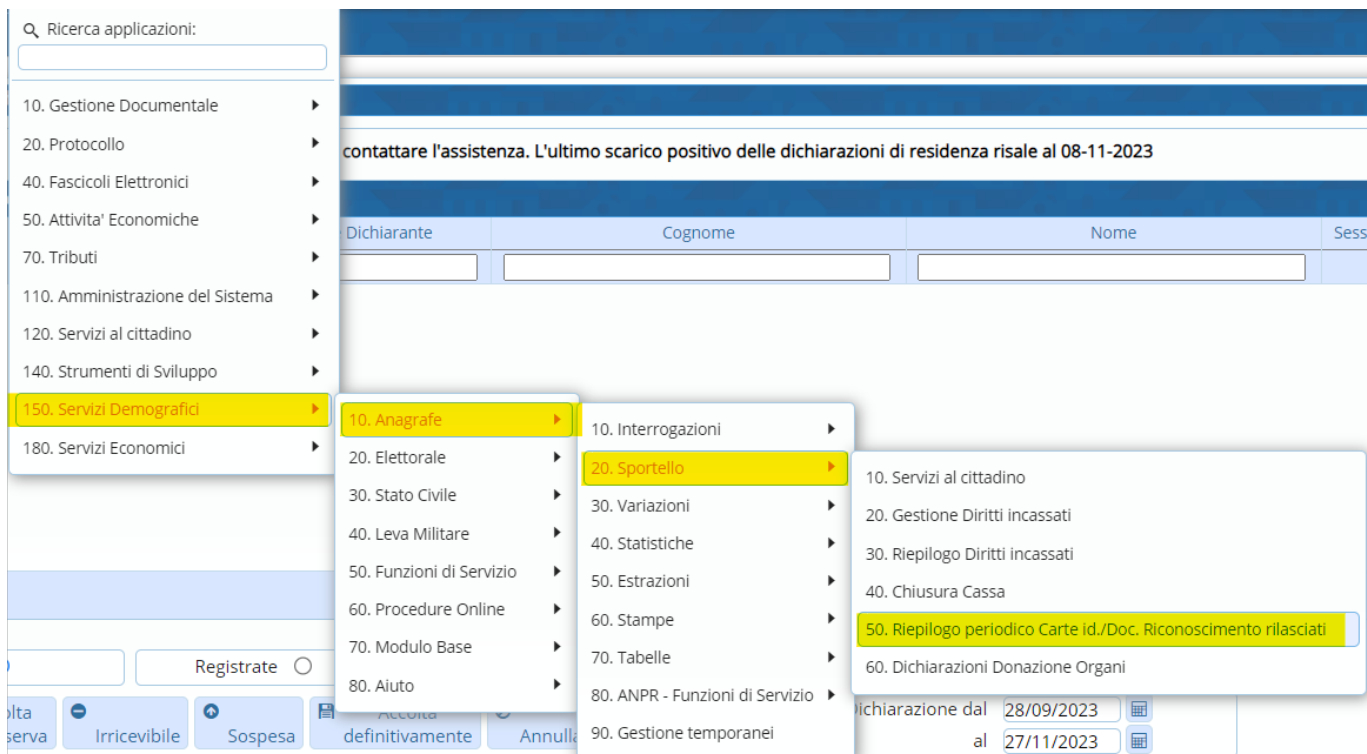 Ricerca applicazioni:
10. Gestione Documentale
20. Protocollo
40. Fascicoli Elettronici
50. Attivita' Economiche
70. Tributi
110. Amministrazione del Sistema
120. Servizi al cittadino
140. Strumenti di Sviluppo
150. Servizi Demografici
180. Servizi Economici
contattare l'assistenza. L'ultimo scarico positivo delle dichiarazioni di residenza risale al 08-11-2023
Dichiarante Cognome Nome
10. Anagrafe
20. Elettorale
30. Stato Civile
40. Leva Militare
50. Funzioni di Servizio
60. Procedure Online
70. Modulo Base
80. Aiuto
10. Interrogazioni
20. Sportello
30. Variazioni
40. Statistiche
50. Estrazioni
60. Stampe
70. Tabelle
80. ANPR - Funzioni di Servizio
90. Gestione temporanei
10. Servizi al cittadino
20. Gestione Diritti incassati
30. Riepilogo Diritti incassati
40. Chiusura Cassa
50. Riepilogo periodico Carte id./Doc. Riconoscimento rilasciati
60. Dichiarazioni Donazione Organi
Registrate
Irricevibile
Sospesa
Accolta
definitivamente
ichiarazione dal 28/09/2023
al 27/11/2023